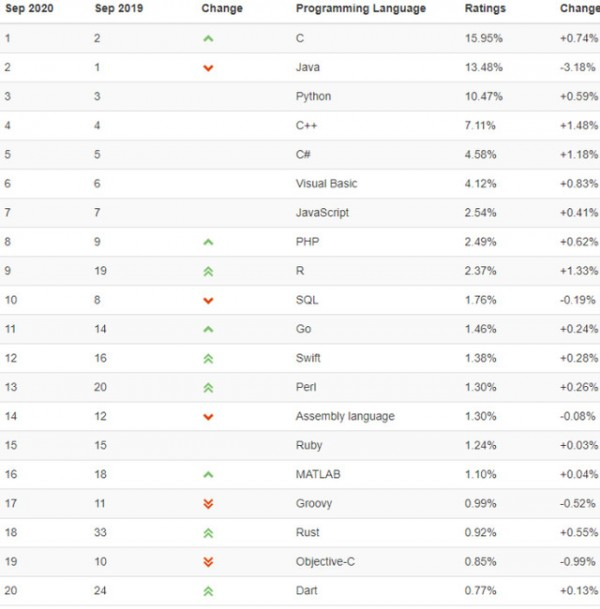 Sep 2020 Sep 2019 Change Programming Language Ratings Change
1 2 C 15.95% +0.74%
2 1 Java 13.48% -3.18%
3 3 Python 10.47% +0.59%
4 4 C++ 7.11% +1.48%
5 5 C# 4.58% +1.18%
6 6 Visual Basic 4.12% +0.83%
7 7 JavaScript 2.54% +0.41%
8 9 PHP 2.49% +0.62%
9 19 R 2.37% +1.33%
10 8 SQL 1.76% -0.19%
11 14 Go 1.46% +0.24%
12 16 Swift 1.38% +0.28%
13 20 Perl 1.30% +0.26%
14 12 Assembly language 1.30% -0.08%
15 15 Ruby 1.24% +0.03%
16 18 MATLAB 1.10% +0.04%
17 11 Groovy 0.99% -0.52%
18 33 Rust 0.92% +0.55%
19 10 Objective-C 0.85% -0.99%
20 24 Dart 0.77% +0.13%